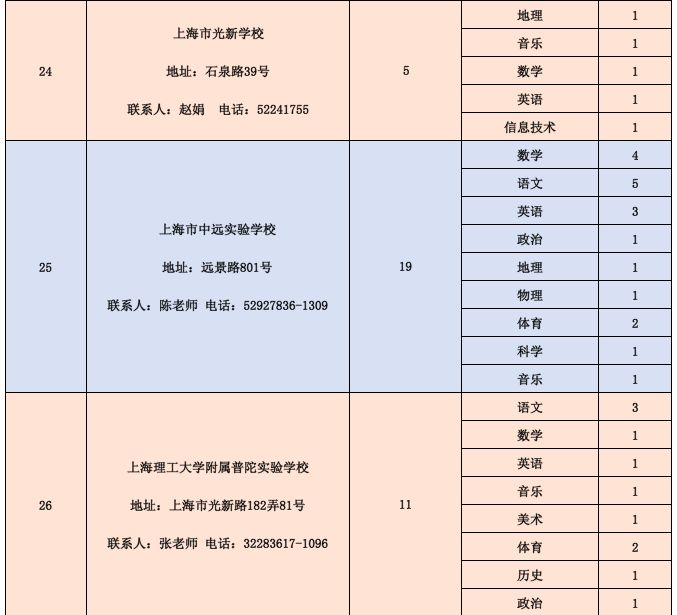 24
上海市光新学校
地址：石泉路39号
联系人：赵娟 电话：52241755
5
地理 1
音乐 1
数学 1
英语 1
信息技术 1
25
上海市中远实验学校
地址：远景路801号
联系人：陈老师 电话：52927836-1309
19
数学 4
语文 5
英语 3
政治 1
地理 1
物理 1
体育 2
科学 1
音乐 1
26
上海理工大学附属普陀实验学校
地址：上海市光新路182弄81号
联系人：张老师 电话：32283617-1096
11
语文 3
数学 1
英语 1
音乐 1
美术 1
体育 2
历史 1
政治 1